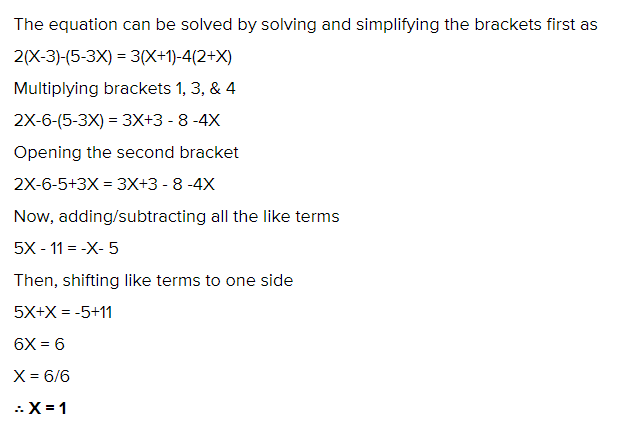 The equation can be solved by solving and simplifying the brackets first as
2(X-3)-(5-3X) = 3(X+1)-4(2+X)
Multiplying brackets 1, 3, & 4
2X-6-(5-3X) = 3X+3 - 8 -4X
Opening the second bracket
2X-6-5+3X = 3X+3 - 8 -4X
Now, adding/subtracting all the like terms
5X - 11 = -X- 5
Then, shifting like terms to one side
5X+X = -5+11
6X = 6
X = 6/6
∴ X = 1